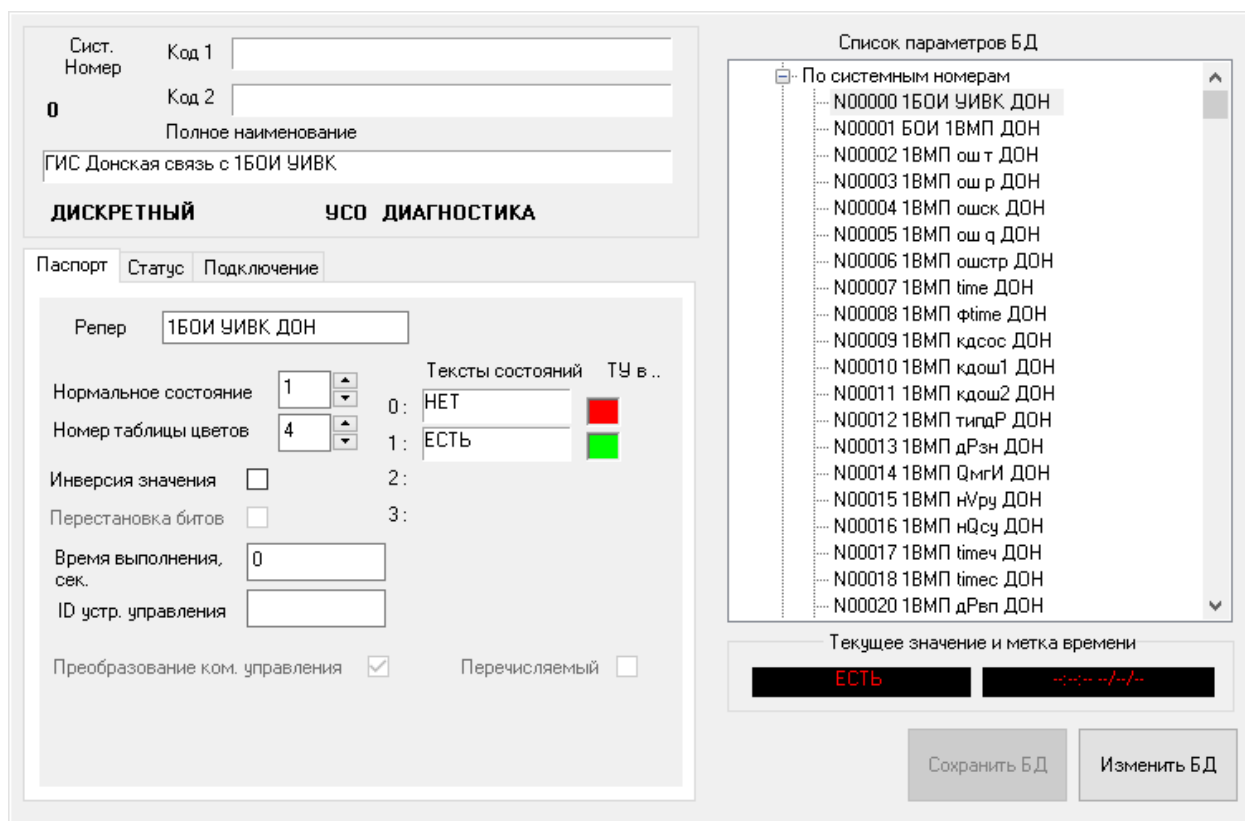 Сист. Номер
0
Код 1
Код 2
Полное наименование
ГИС Донская связь с 1БОИ УИВК
ДИСКРЕТНЫЙ УСО ДИАГНОСТИКА
Паспорт Статус Подключение
Репер 1БОИ УИВК ДОН
Тексты состояний ТУ в ..
Нормальное состояние 1
0: НЕТ
Номер таблицы цветов 4
1: ЕСТЬ
Инверсия значения
2:
Перестановка битов
3:
Время выполнения, сек. 0
ID устр. управления
Преобразование ком. управления Перечисляемый
Список параметров БД
По системным номерам
N00000 1БОИ УИВК ДОН
N00001 БОИ 1ВМП ДОН
N00002 1ВМП ош т ДОН
N00003 1ВМП ош р ДОН
N00004 1ВМП ошск ДОН
N00005 1ВМП ош q ДОН
N00006 1ВМП ошстр ДОН
N00007 1ВМП time ДОН
N00008 1ВМП фtime ДОН
N00009 1ВМП кдсос ДОН
N00010 1ВМП кдош1 ДОН
N00011 1ВМП кдош2 ДОН
N00012 1ВМП типдР ДОН
N00013 1ВМП дРзн ДОН
N00014 1ВМП QмгИ ДОН
N00015 1ВМП нVру ДОН
N00016 1ВМП нQсу ДОН
N00017 1ВМП timeч ДОН
N00018 1ВМП timeс ДОН
N00020 1ВМП дРвп ДОН
Текущее значение и метка времени
ЕСТЬ --:--:-- --/--/--
Сохранить БД Изменить БД